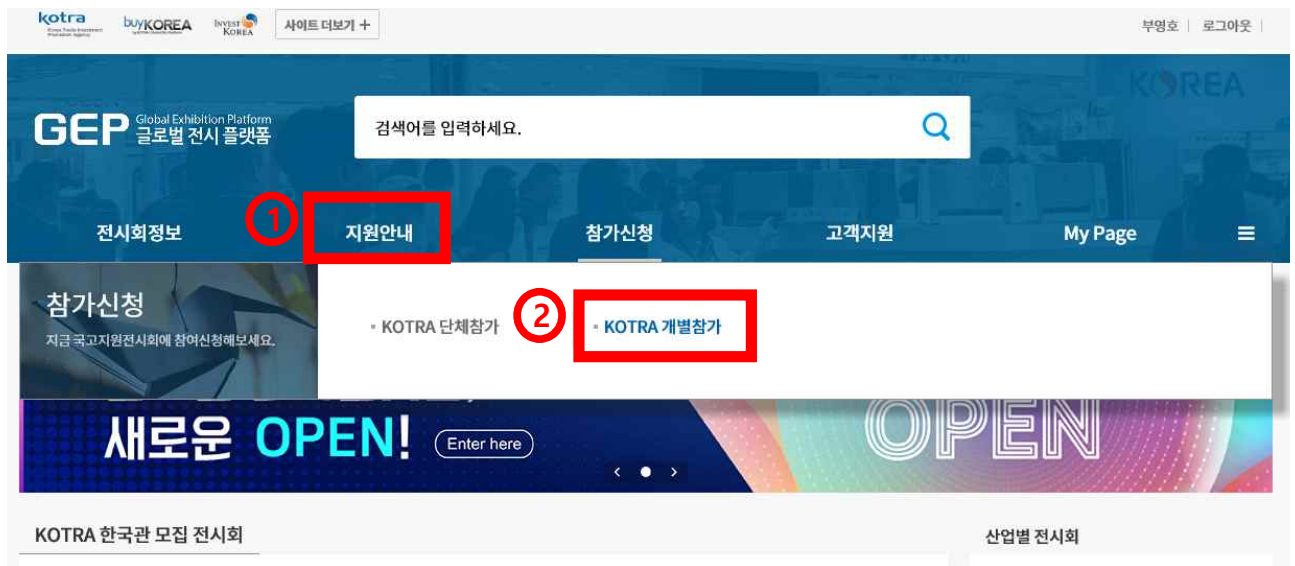 kotra buyKOREA INVEST KOREA 사이트 더보기 + 부영호 로그아웃
Korea Trade-Investment
Promotion Agency
KOREA
GEP Global Exhibition Platform
글로벌 전시 플랫폼
검색어를 입력하세요.
전시회정보 1 지원안내 참가신청 고객지원 My Page
참가신청
지금 국고지원전시회에 참여신청해보세요.
KOTRA 단체참가 2 KOTRA 개별참가
새로운 OPEN! Enter here
OPEN
KOTRA 한국관 모집 전시회 산업별 전시회